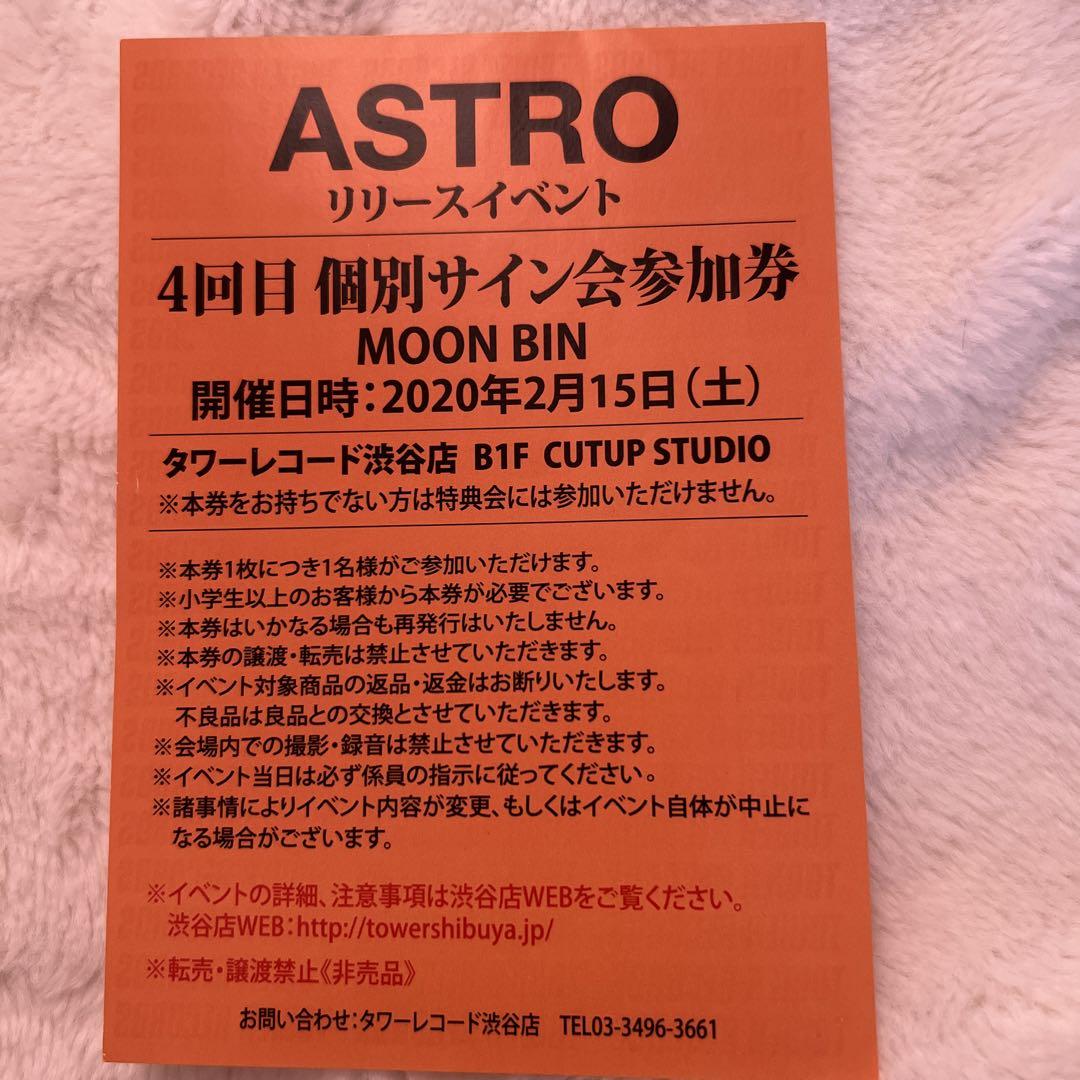 ASTRO
リリースイベント
4回目 個別サイン会参加券
MOON BIN
開催日時：2020年2月15日（土）
タワーレコード渋谷店 B1F CUTUP STUDIO
※本券をお持ちでない方は特典会には参加いただけません。
※本券1枚につき1名様がご参加いただけます。
※小学生以上のお客様から本券が必要でございます。
※本券はいかなる場合も再発行はいたしません。
※本券の譲渡・転売は禁止させていただきます。
※イベント対象商品の返品・返金はお断りいたします。
不良品は良品との交換とさせていただきます。
※会場内での撮影・録音は禁止させていただきます。
※イベント当日は必ず係員の指示に従ってください。
※諸事情によりイベント内容が変更、もしくはイベント自体が中止に
なる場合がございます。
※イベントの詳細、注意事項は渋谷店WEBをご覧ください。
渋谷店WEB：http://towershibuya.jp/
※転売・譲渡禁止《非売品》
お問い合わせ：タワーレコード渋谷店 TEL03-3496-3661